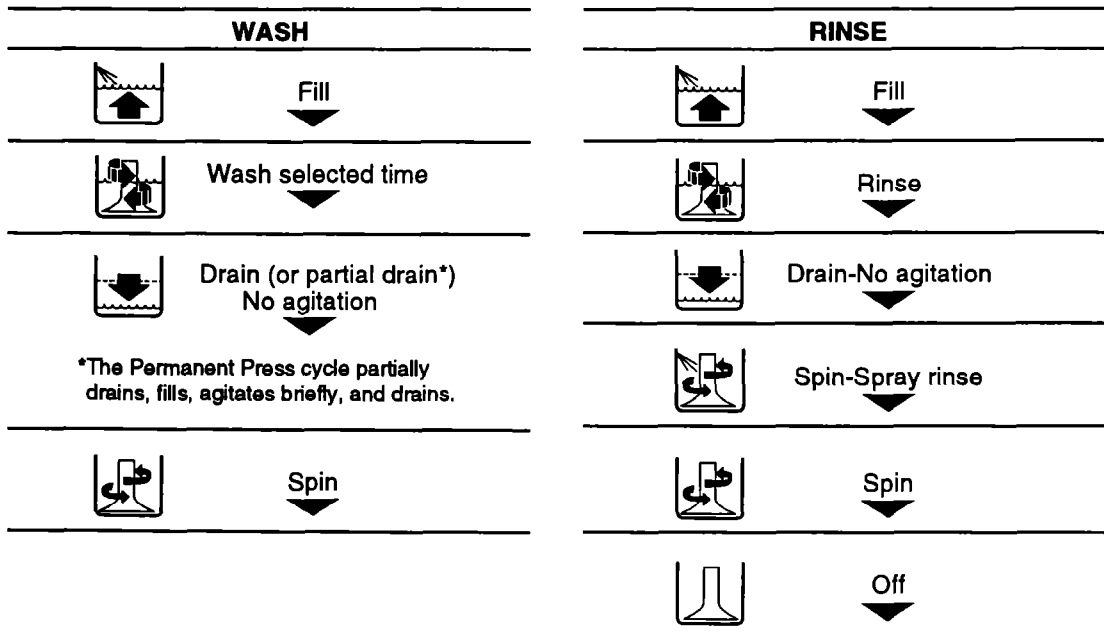 WASH
Fill
Wash selected time
Drain (or partial drain*)
No agitation
*The Permanent Press cycle partially
drains, fills, agitates briefly, and drains.
Spin
RINSE
Fill
Rinse
Drain-No agitation
Spin-Spray rinse
Spin
Off